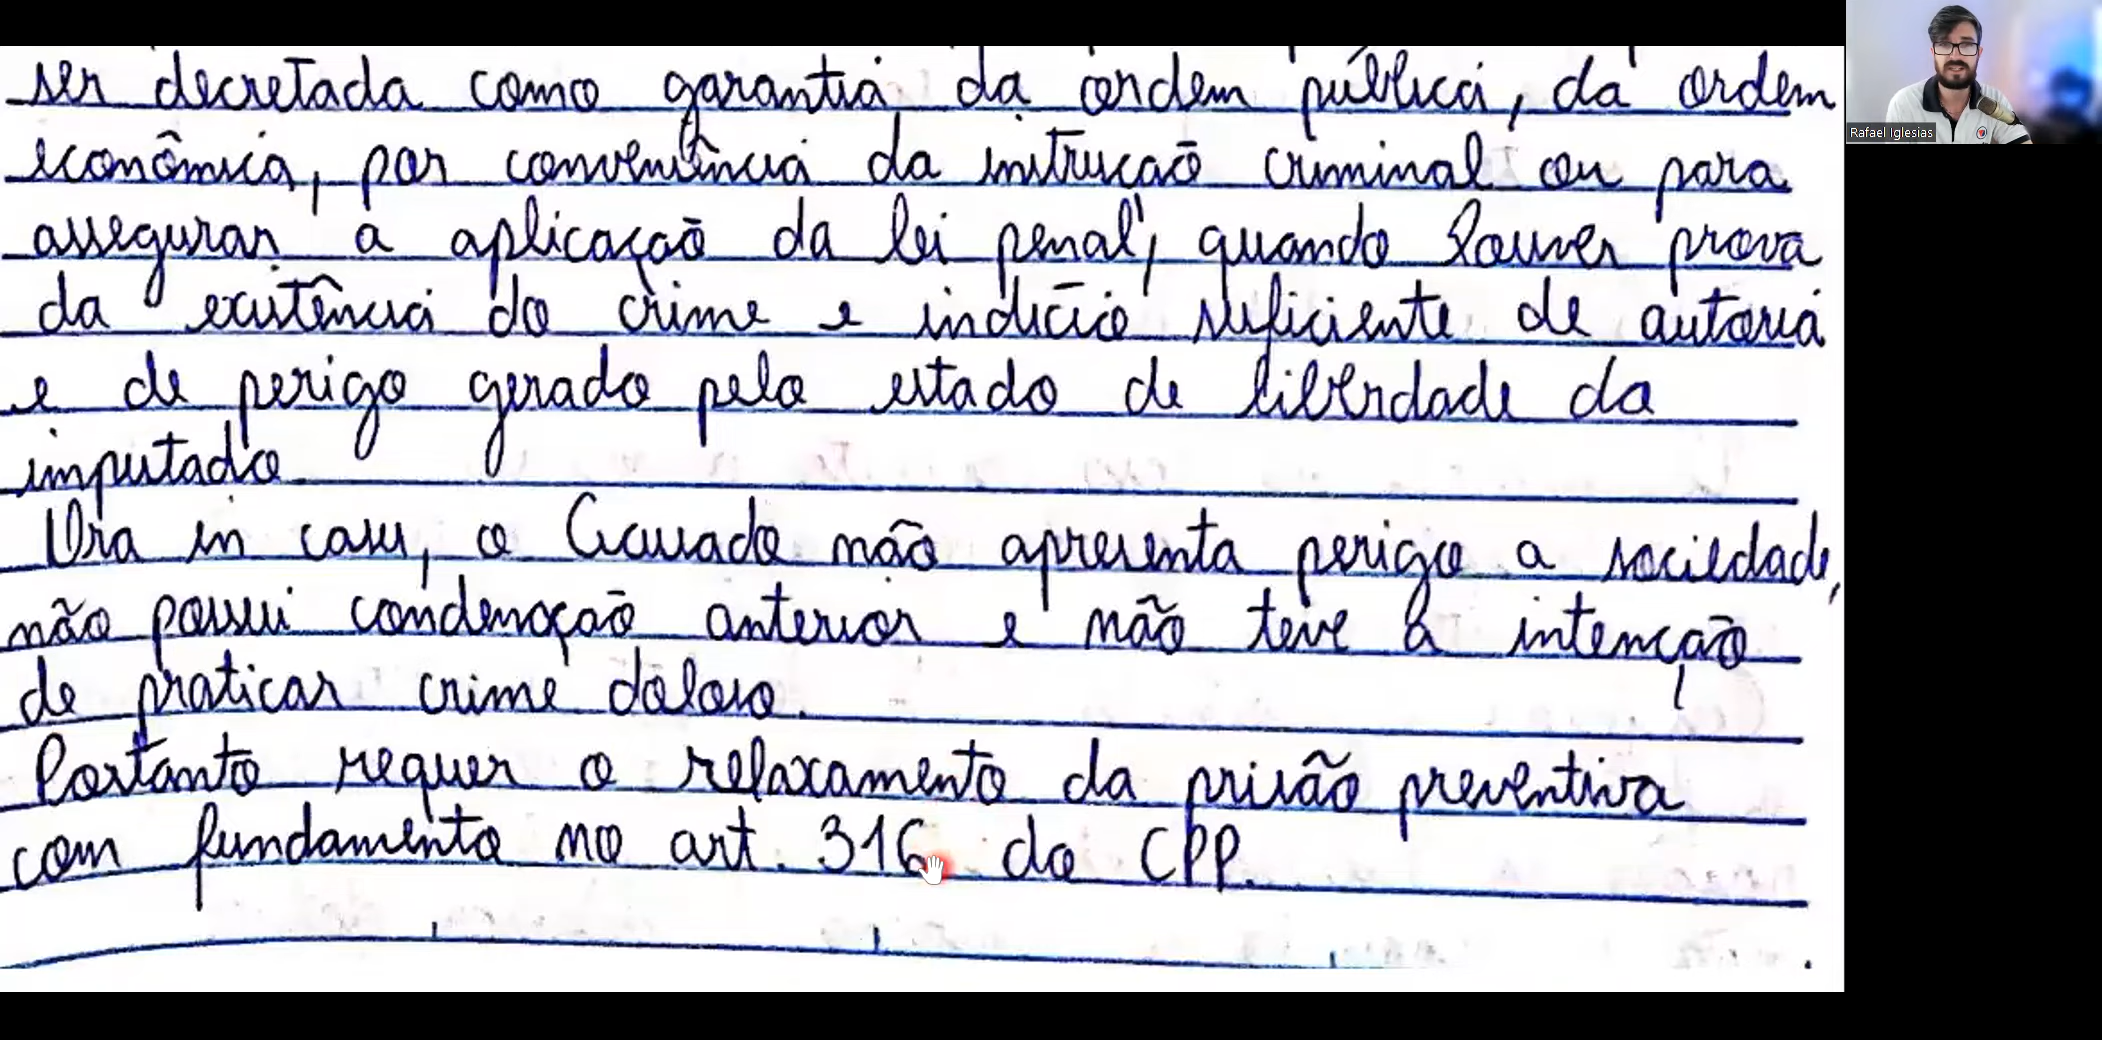 ser decretada como garantia da ordem pública, da ordem
econômica, por conveniência da instrução criminal ou para
assegurar a aplicação da lei penal, quando houver prova
da existência do crime e indício suficiente de autoria
e de perigo gerado pelo estado de liberdade do
imputado.
Ora in casu, o Acusado não apresenta perigo a sociedade,
não possui condenação anterior e não teve a intenção
de praticar crime doloso.
Portanto requer o relaxamento da prisão preventiva
com fundamento no art. 316 do CPP.
Rafael Iglesias